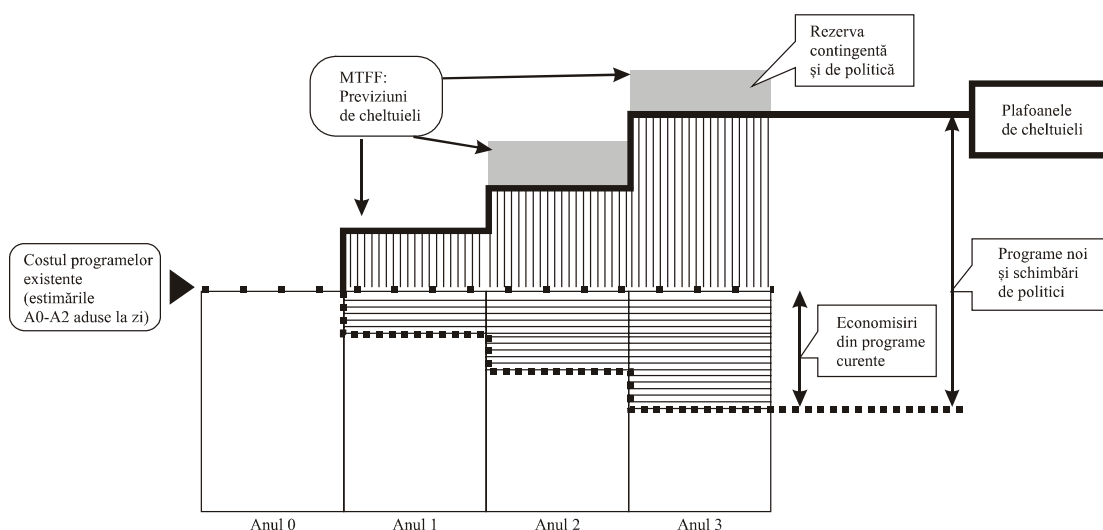 Rezerva
contingentă
și de politică
MTFF:
Previziuni
de cheltuieli
Plafoanele
de cheltuieli
Costul programelor
existente
(estimările
A0-A2 aduse la zi)
Programe noi
și schimbări
de politici
Economisiri
din programe
curente
Anul 0
Anul 1
Anul 2
Anul 3